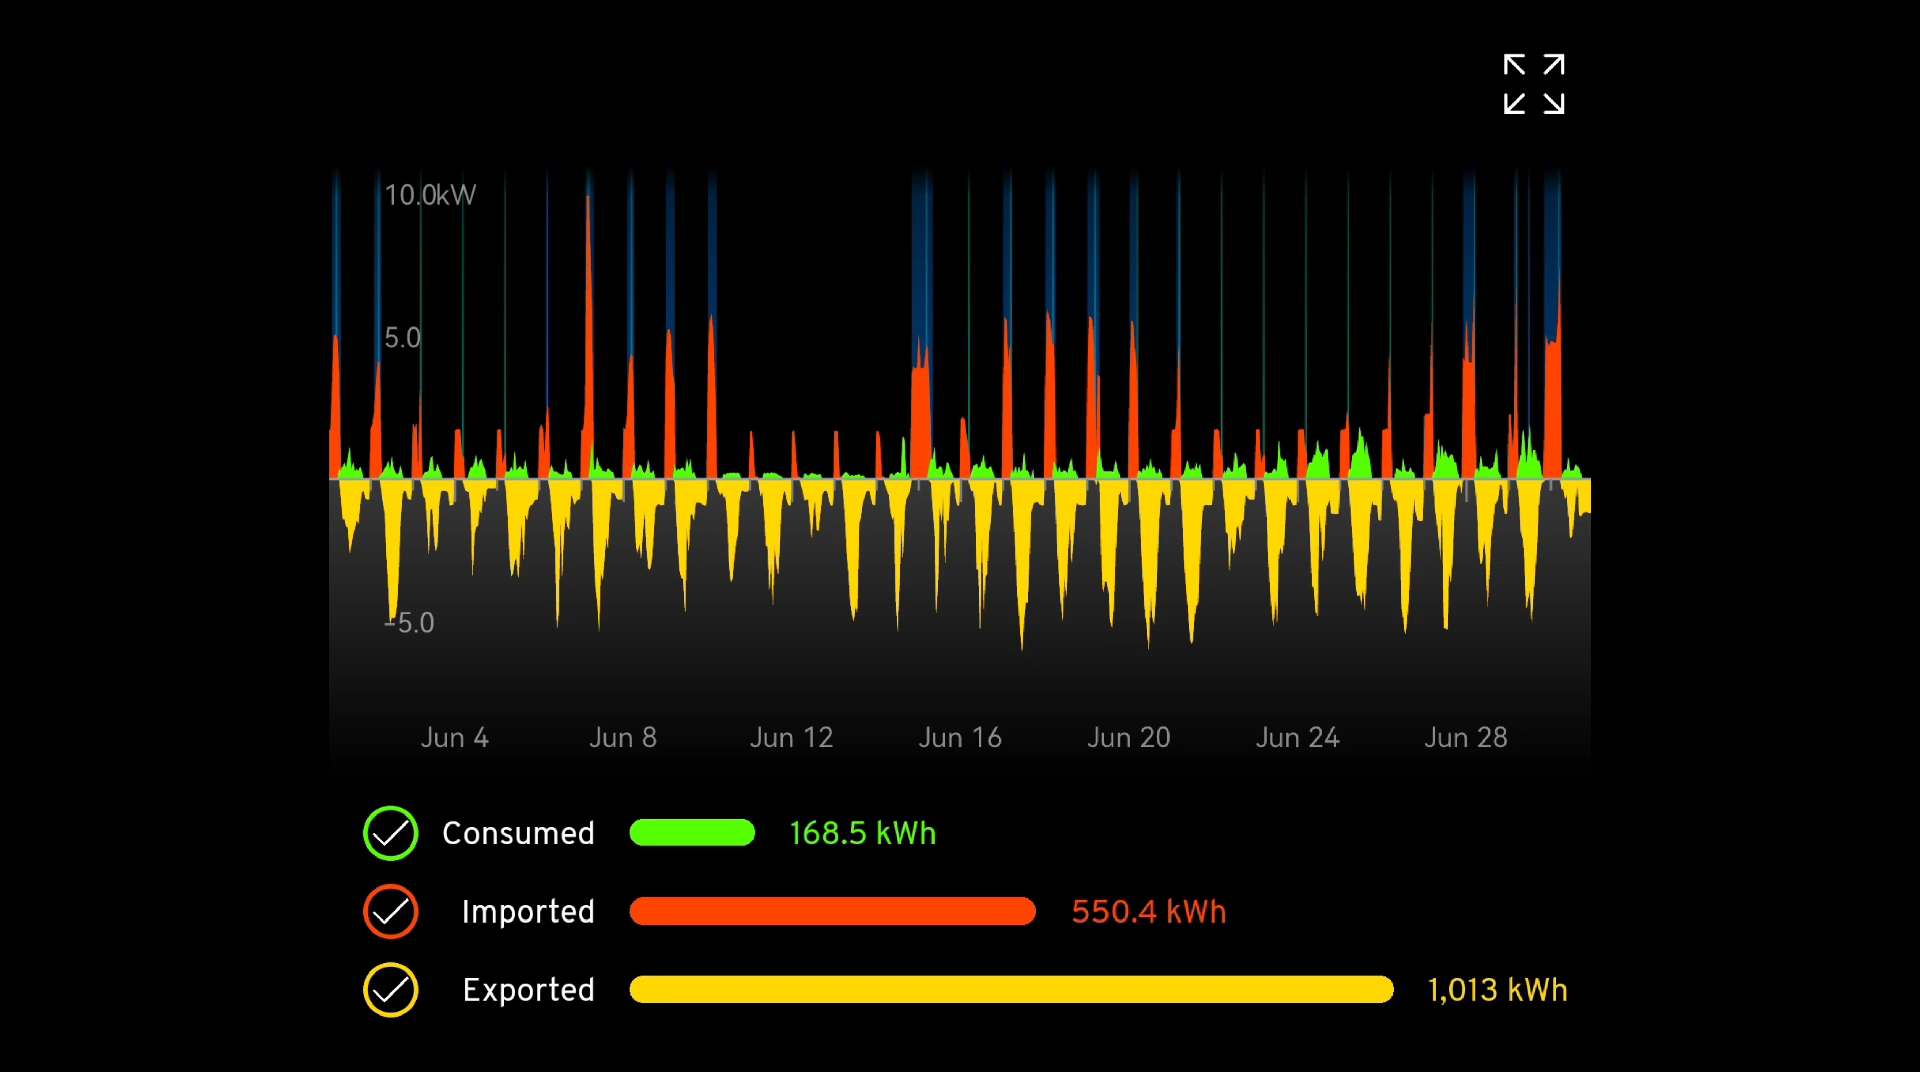 10.0kW
5.0
-5.0
Jun 4 Jun 8 Jun 12 Jun 16 Jun 20 Jun 24 Jun 28
Consumed 168.5 kWh
Imported 550.4 kWh
Exported 1,013 kWh